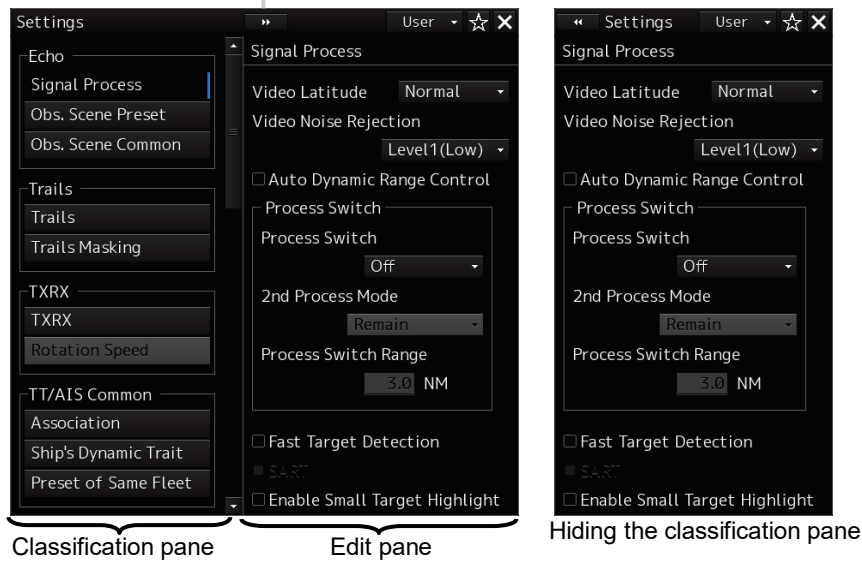 Settings
User
Echo
Signal Process
Obs. Scene Preset
Obs. Scene Common
Trails
Trails
Trails Masking
TXRX
TXRX
Rotation Speed
TT/AIS Common
Association
Ship's Dynamic Trait
Preset of Same Fleet
Signal Process
Video Latitude Normal
Video Noise Rejection
Level1(Low)
Auto Dynamic Range Control
Process Switch
Process Switch
Off
2nd Process Mode
Remain
Process Switch Range
3.0 NM
Fast Target Detection
SART
Enable Small Target Highlight
Classification pane
Edit pane
Settings User
Signal Process
Video Latitude Normal
Video Noise Rejection
Level1(Low)
Auto Dynamic Range Control
Process Switch
Process Switch
Off
2nd Process Mode
Remain
Process Switch Range
3.0 NM
Fast Target Detection
SART
Enable Small Target Highlight
Hiding the classification pane